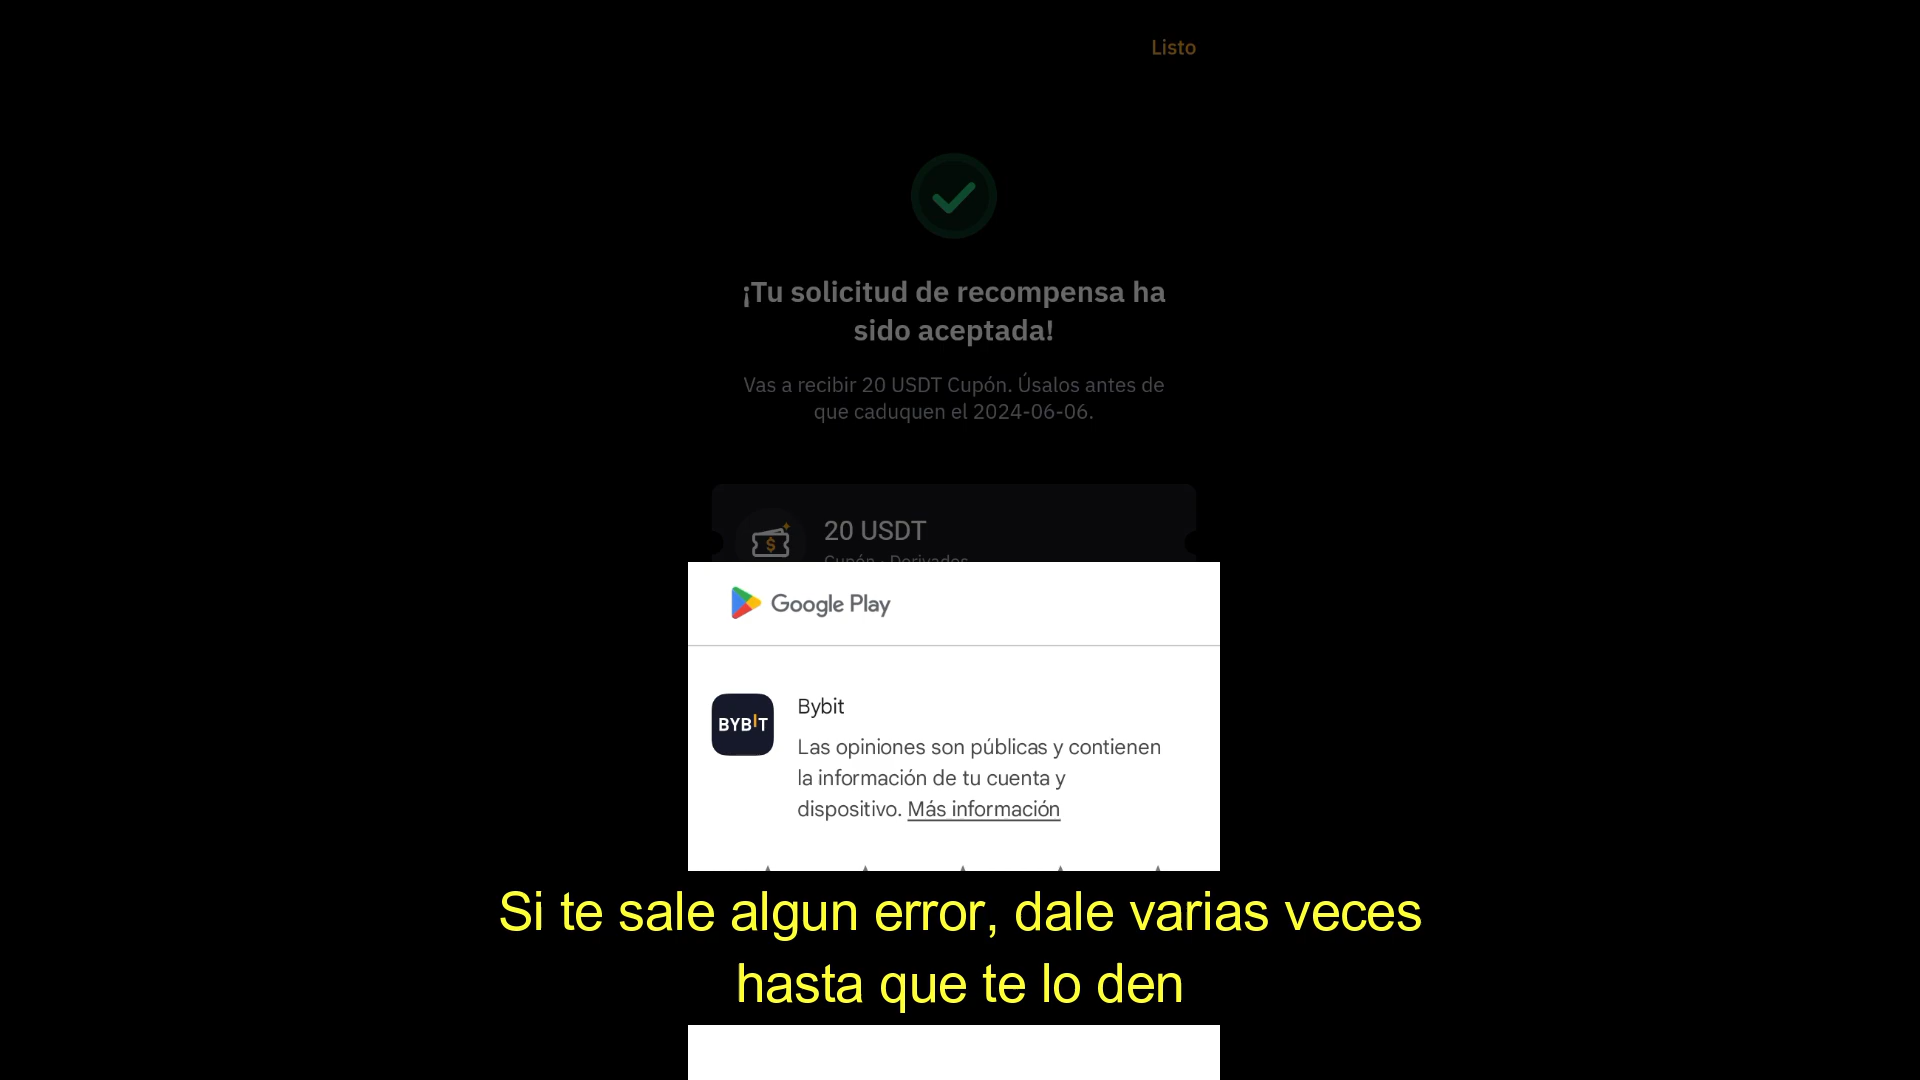 Listo
¡Tu solicitud de recompensa ha
sido aceptada!
Vas a recibir 20 USDT Cupón. Úsalos antes de
que caduquen el 2024-06-06.
20 USDT
Cupón · Derivados
Google Play
BYBIT
Bybit
Las opiniones son públicas y contienen
la información de tu cuenta y
dispositivo. Más información
Si te sale algun error, dale varias veces
hasta que te lo den